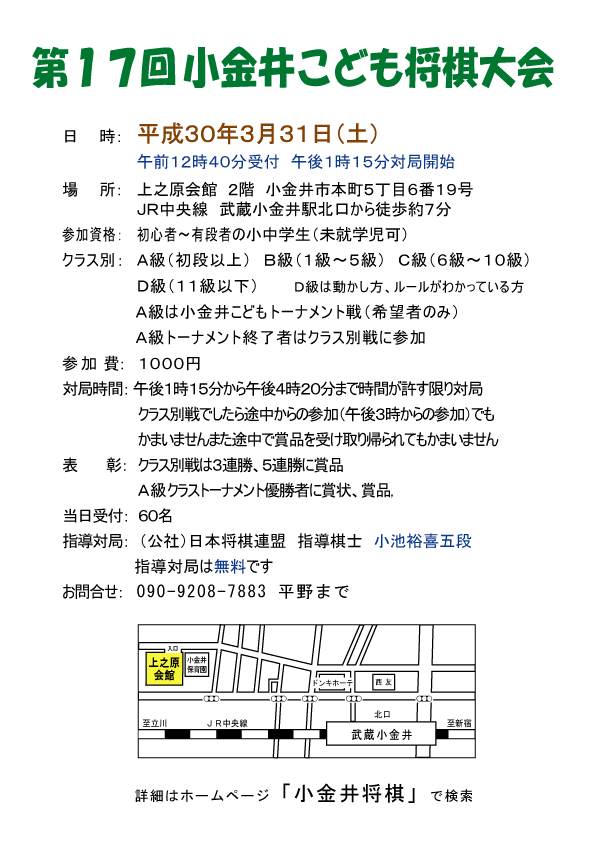 第17回小金井こども将棋大会
日　時：　平成30年3月31日（土）
午前12時40分受付　午後1時15分対局開始
場　所：　上之原会館　2階　小金井市本町5丁目6番19号
JR中央線　武蔵小金井駅北口から徒歩約7分
参加資格：　初心者～有段者の小中学生（未就学児可）
クラス別：　A級（初段以上）　B級（1級～5級）　C級（6級～10級）
D級（11級以下）　　D級は動かし方、ルールがわかっている方
A級は小金井こどもトーナメント戦（希望者のみ）
A級トーナメント終了者はクラス別戦に参加
参加費：　1000円
対局時間：午後1時15分から午後4時20分まで時間が許す限り対局
クラス別戦でしたら途中からの参加（午後3時からの参加）でも
かまいませんまた途中で賞品を受け取り帰られてもかまいません
表　彰：　クラス別戦は3連勝、5連勝に賞品
A級クラストーナメント優勝者に賞状、賞品.
当日受付：　60名
指導対局：　（公社）日本将棋連盟　指導棋士　小池裕喜五段
指導対局は無料です
お問合せ：　090-9208-7883　平野まで
入口
上之原
会館
小金井
保育園
ドンキホーテ
西友
北口
至立川
JR中央線
至新宿
武蔵小金井
詳細はホームページ「小金井将棋」で検索